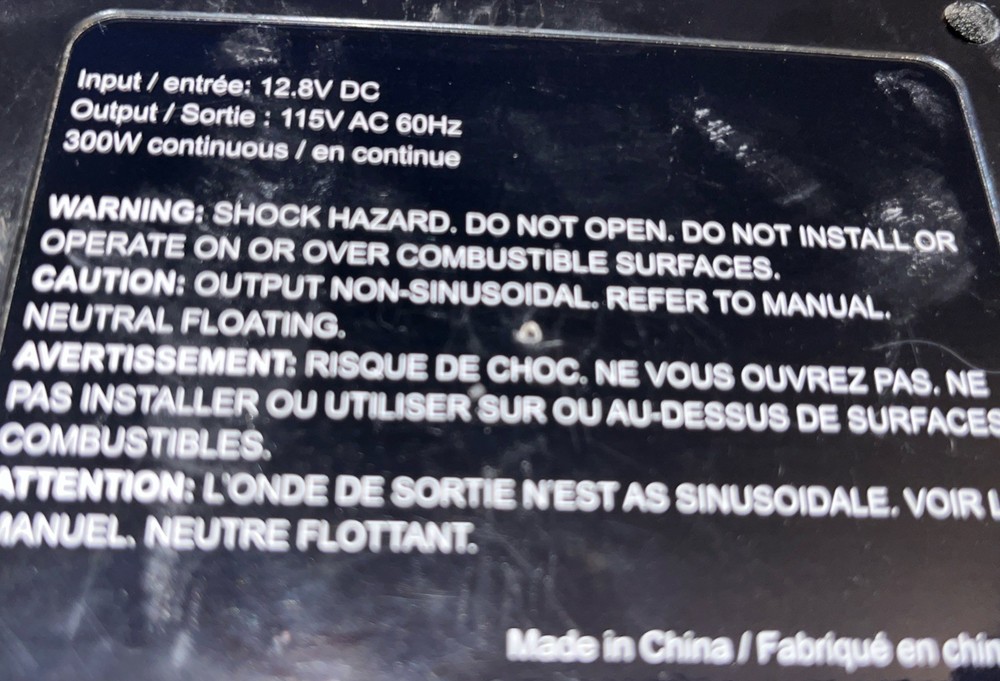 Input / entrée: 12.8V DC
Output / Sortie : 115V AC 60Hz
300W continuous / en continue
WARNING: SHOCK HAZARD. DO NOT OPEN. DO NOT INSTALL OR
OPERATE ON OR OVER COMBUSTIBLE SURFACES.
CAUTION: OUTPUT NON-SINUSOIDAL. REFER TO MANUAL.
NEUTRAL FLOATING.
AVERTISSEMENT: RISQUE DE CHOC. NE VOUS OUVREZ PAS. NE
PAS INSTALLER OU UTILISER SUR OU AU-DESSUS DE SURFACES
COMBUSTIBLES.
ATTENTION: L'ONDE DE SORTIE N'EST AS SINUSOIDALE. VOIR
MANUEL. NEUTRE FLOTTANT.
Made in China / Fabriqué en chin